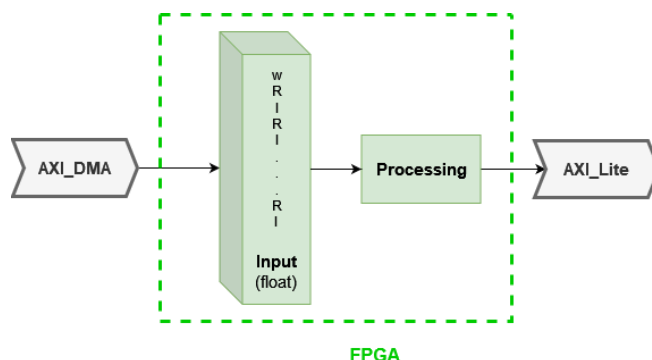 AXI_DMA
w
R
I
R
I
.
.
.
R
I
Input
(float)
Processing
AXI_Lite
FPGA